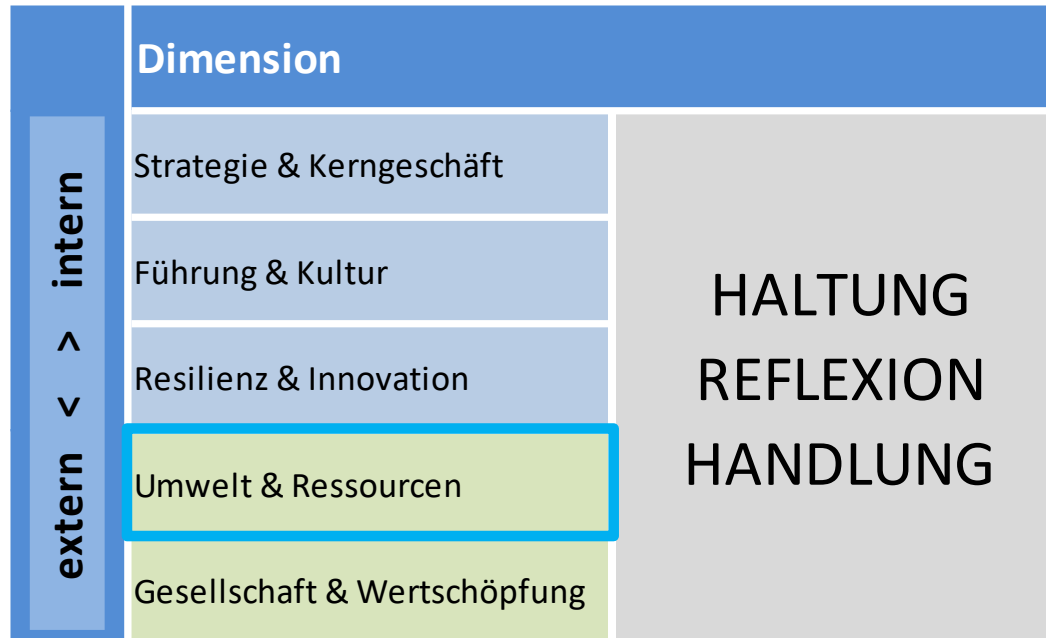 Dimension
extern < > intern
Strategie & Kerngeschäft
Führung & Kultur
Resilienz & Innovation
Umwelt & Ressourcen
Gesellschaft & Wertschöpfung
HALTUNG
REFLEXION
HANDLUNG